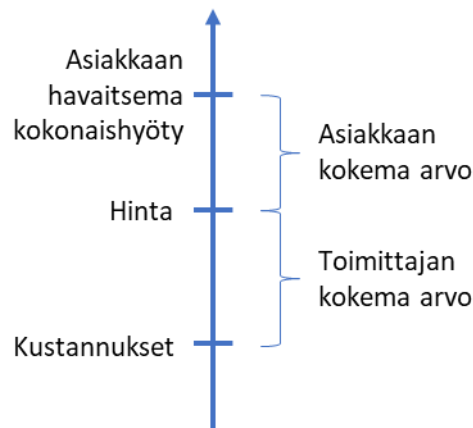 Asiakkaan
havaitsema
kokonaishyöty
Asiakkaan
kokema arvo
Hinta
Toimittajan
kokema arvo
Kustannukset